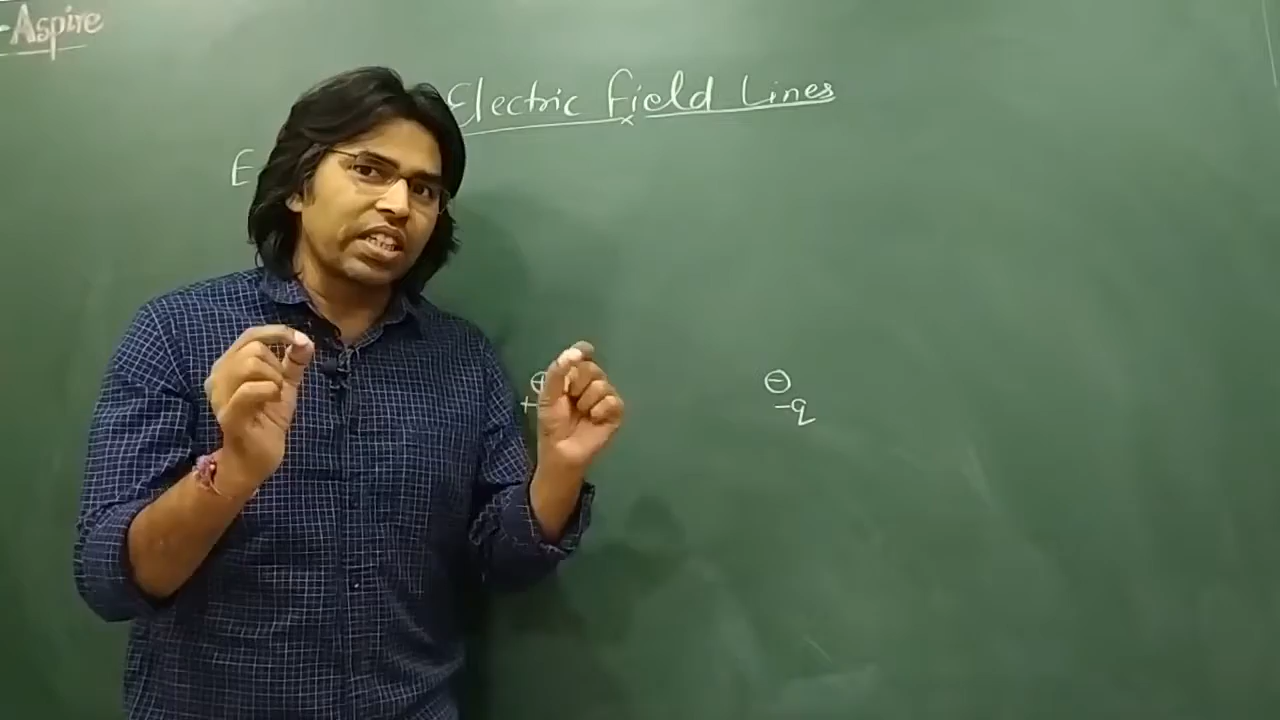 -Aspire
Electric Field Lines
E
⊕ ⊖
+ -q